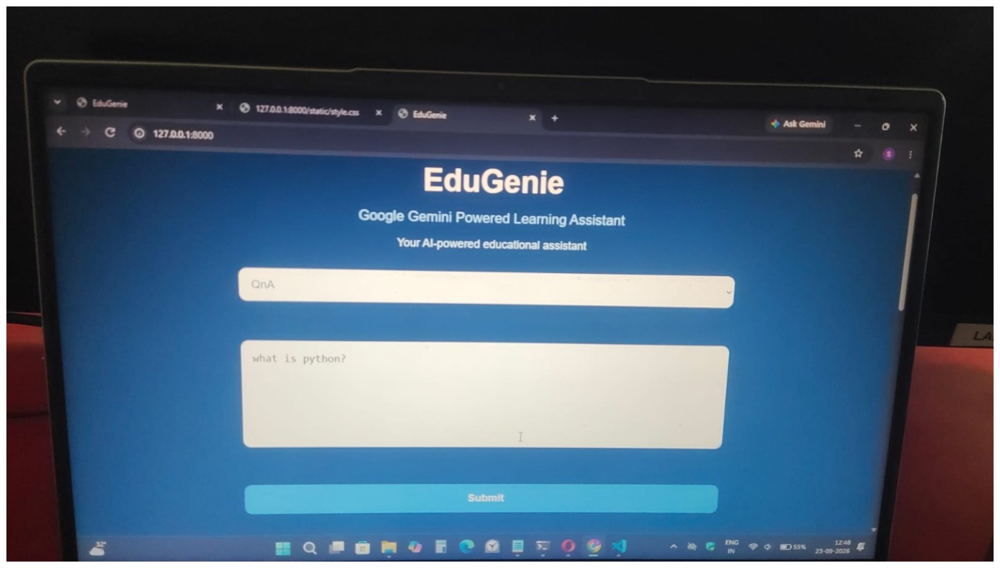 EduGenie
127.0.0.1:8000/static/style.css
EduGenie
Ask Gemini
127.0.0.1:8000
S
EduGenie
Google Gemini Powered Learning Assistant
Your AI-powered educational assistant
QnA
what is python?
Submit
32°
ENG
IN
55%
12:48
23-09-2026
LA